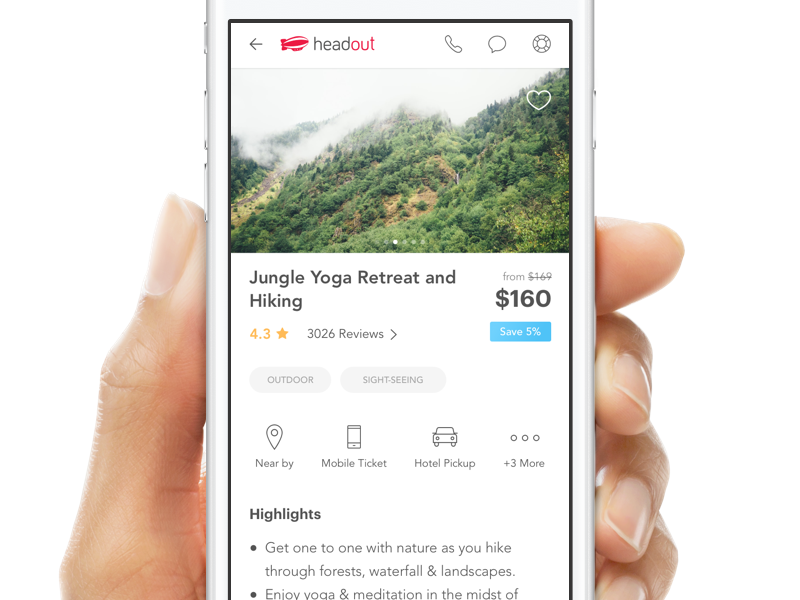 headout
Jungle Yoga Retreat and
Hiking
from $169
$160
4.3
3026 Reviews
Save 5%
OUTDOOR
SIGHT-SEEING
Near by
Mobile Ticket
Hotel Pickup
+3 More
Highlights
• Get one to one with nature as you hike
through forests, waterfall & landscapes.
• Enjoy yoga & meditation in the midst of